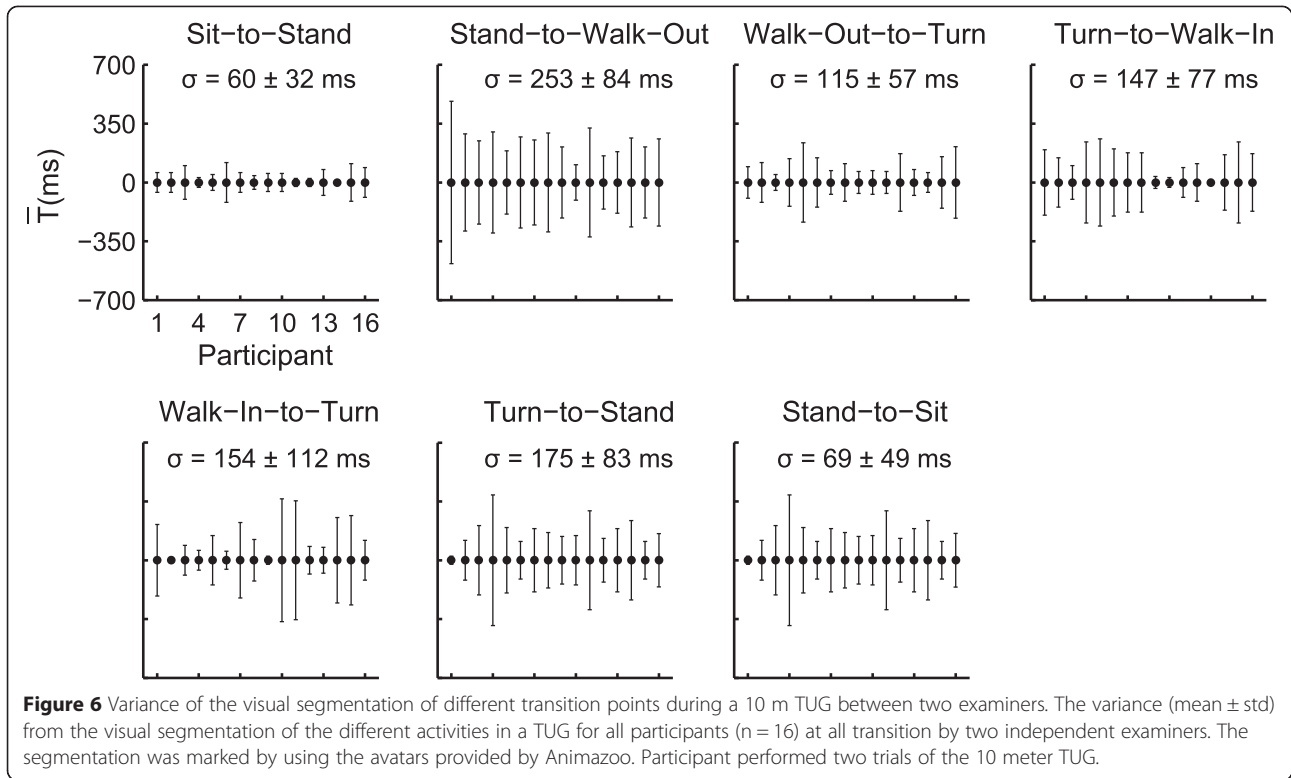 Sit−to−Stand
Stand−to−Walk−Out
Walk−Out−to−Turn
Turn−to−Walk−In
σ = 60 ± 32 ms
σ = 253 ± 84 ms
σ = 115 ± 57 ms
σ = 147 ± 77 ms
700
350
0
−350
−700
T̅(ms)
1 4 7 10 13 16
Participant
Walk−In−to−Turn
Turn−to−Stand
Stand−to−Sit
σ = 154 ± 112 ms
σ = 175 ± 83 ms
σ = 69 ± 49 ms
Figure 6 Variance of the visual segmentation of different transition points during a 10 m TUG between two examiners. The variance (mean ± std)
from the visual segmentation of the different activities in a TUG for all participants (n = 16) at all transition by two independent examiners. The
segmentation was marked by using the avatars provided by Animazoo. Participant performed two trials of the 10 meter TUG.